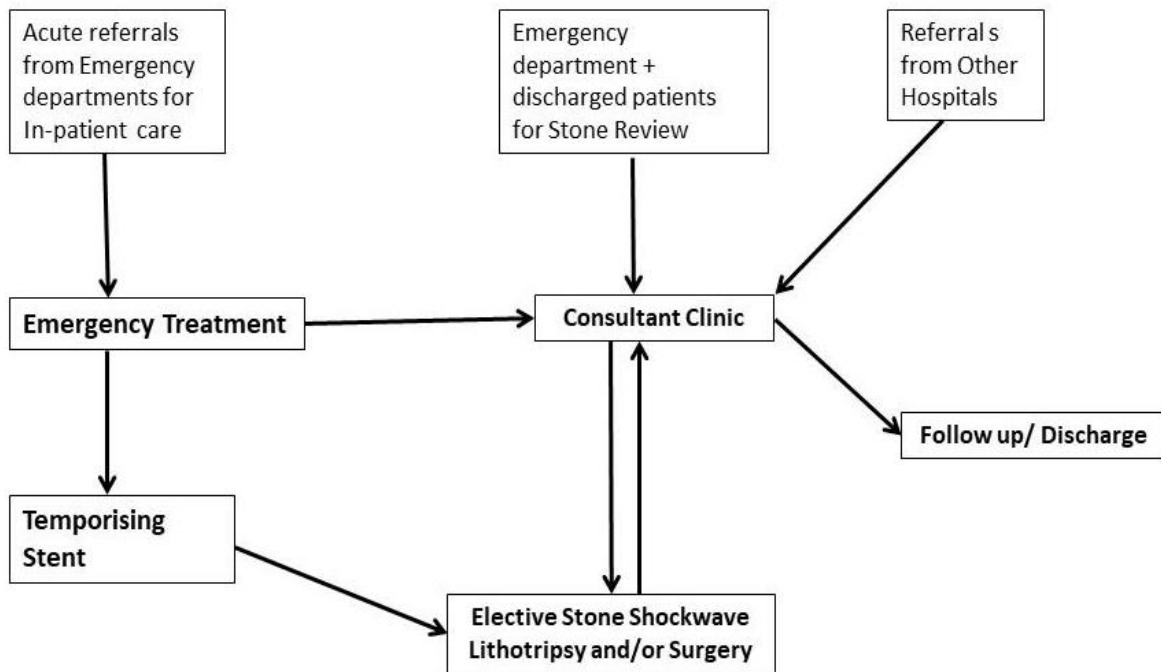 Acute referrals
from Emergency
departments for
In-patient care
Emergency
department +
discharged patients
for Stone Review
Referral s
from Other
Hospitals
Emergency Treatment
Consultant Clinic
Follow up/ Discharge
Temporising
Stent
Elective Stone Shockwave
Lithotripsy and/or Surgery